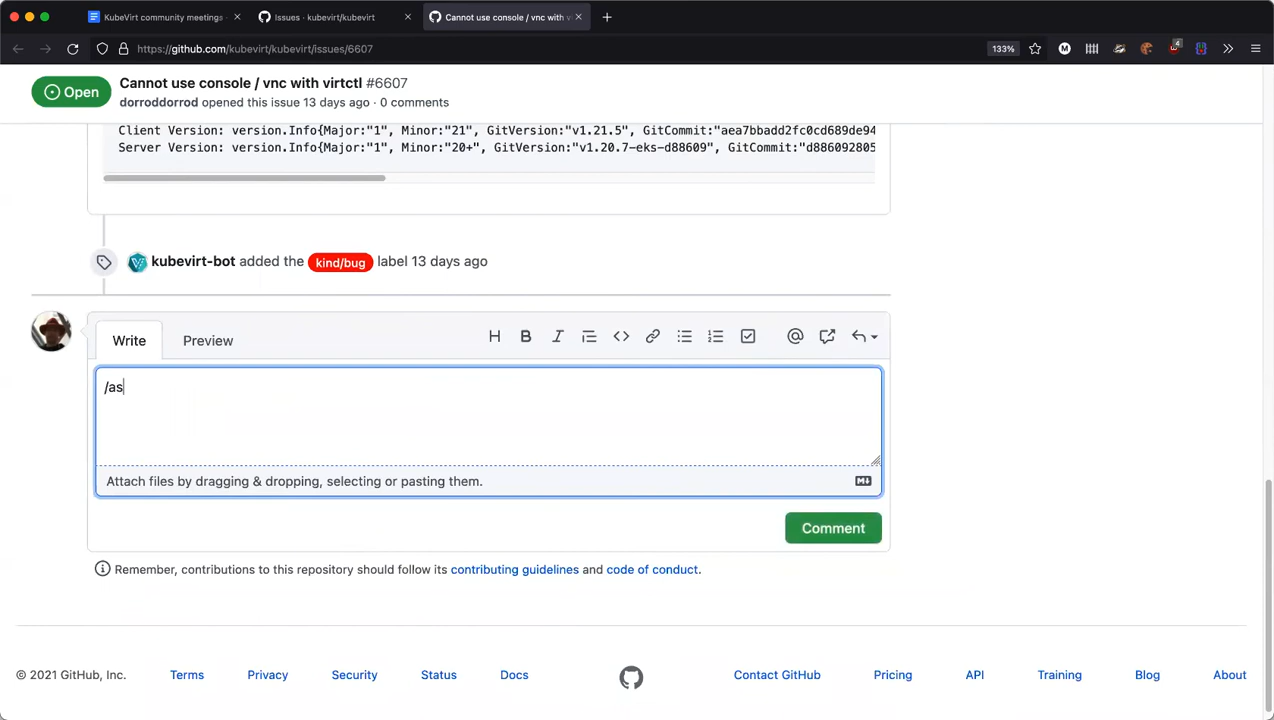 KubeVirt community meetings -
Issues · kubevirt/kubevirt
Cannot use console / vnc with v
https://github.com/kubevirt/kubevirt/issues/6607
133%
4
Open
Cannot use console / vnc with virtctl #6607
dorroddorrod opened this issue 13 days ago · 0 comments
Client Version: version.Info{Major:"1", Minor:"21", GitVersion:"v1.21.5", GitCommit:"aea7bbadd2fc0cd689de94
Server Version: version.Info{Major:"1", Minor:"20+", GitVersion:"v1.20.7-eks-d88609", GitCommit:"d886092805
kubevirt-bot added the kind/bug label 13 days ago
Write
Preview
/as
Attach files by dragging & dropping, selecting or pasting them.
Comment
Remember, contributions to this repository should follow its contributing guidelines and code of conduct.
© 2021 GitHub, Inc.
Terms
Privacy
Security
Status
Docs
Contact GitHub
Pricing
API
Training
Blog
About